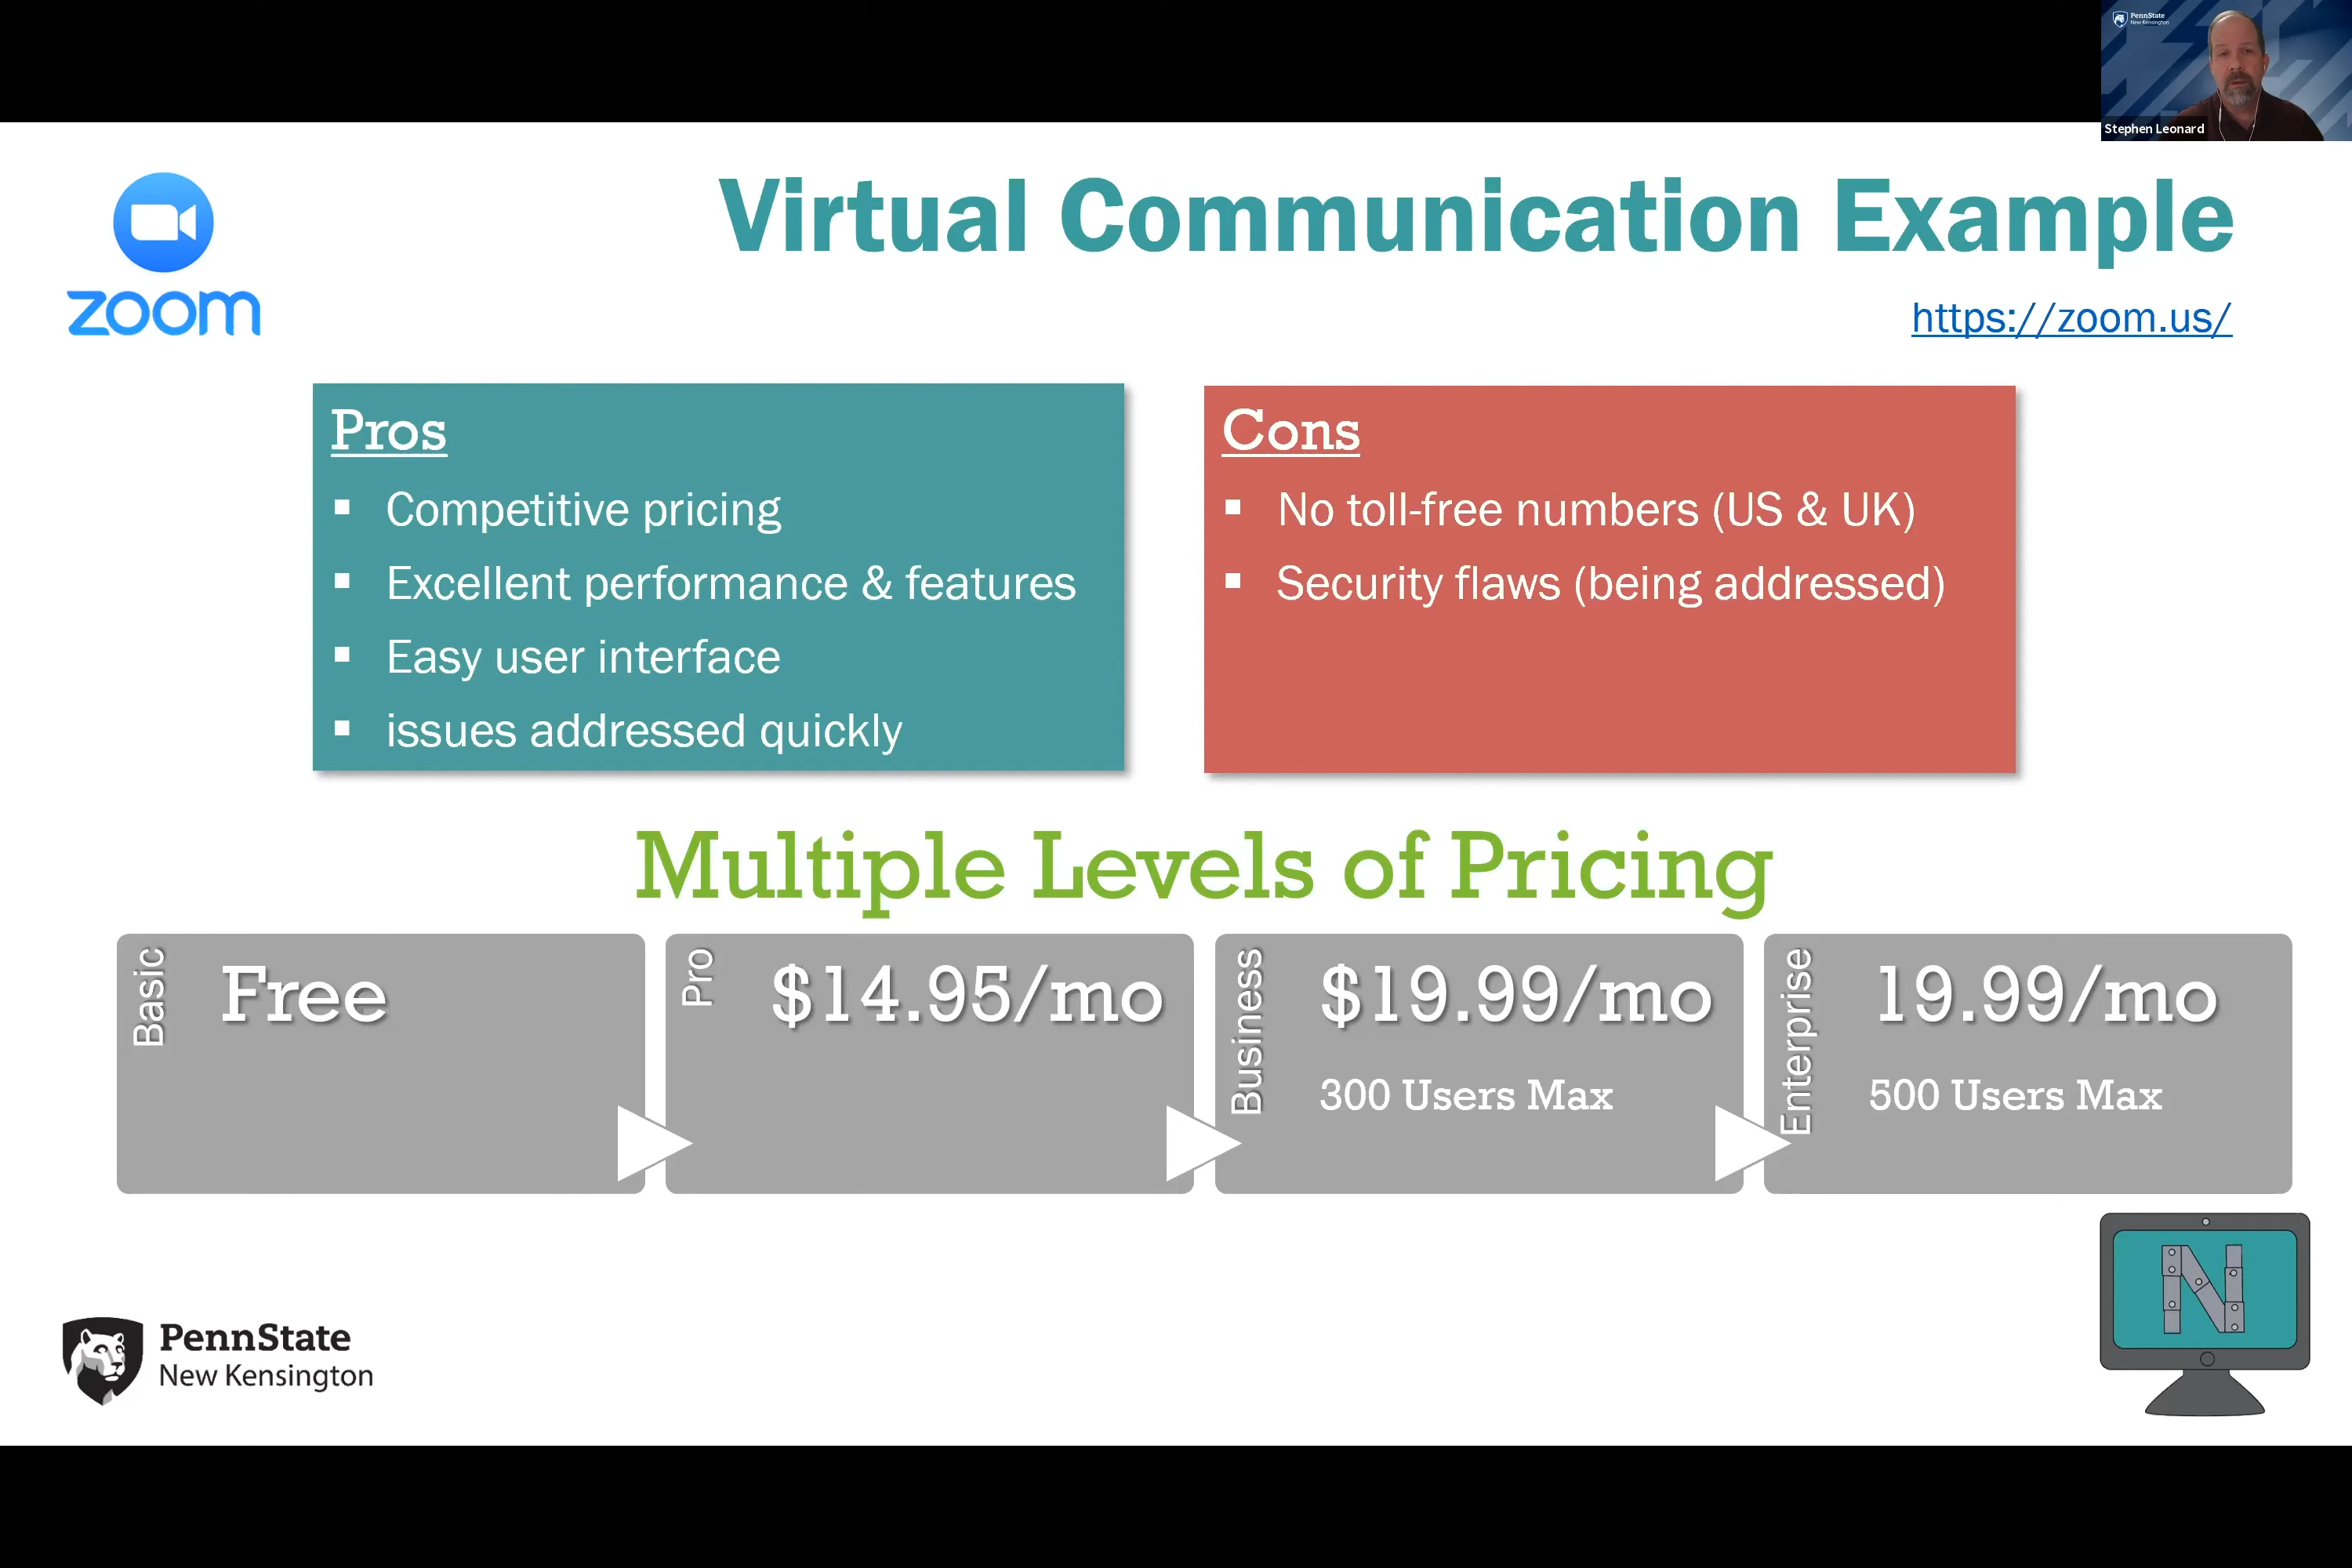 PennState
New Kensington
Stephen Leonard
zoom
Virtual Communication Example
https://zoom.us/
Pros
Competitive pricing
Excellent performance & features
Easy user interface
issues addressed quickly
Cons
No toll-free numbers (US & UK)
Security flaws (being addressed)
Multiple Levels of Pricing
Basic
Free
Pro
$14.95/mo
Business
$19.99/mo
300 Users Max
Enterprise
19.99/mo
500 Users Max
PennState
New Kensington
N